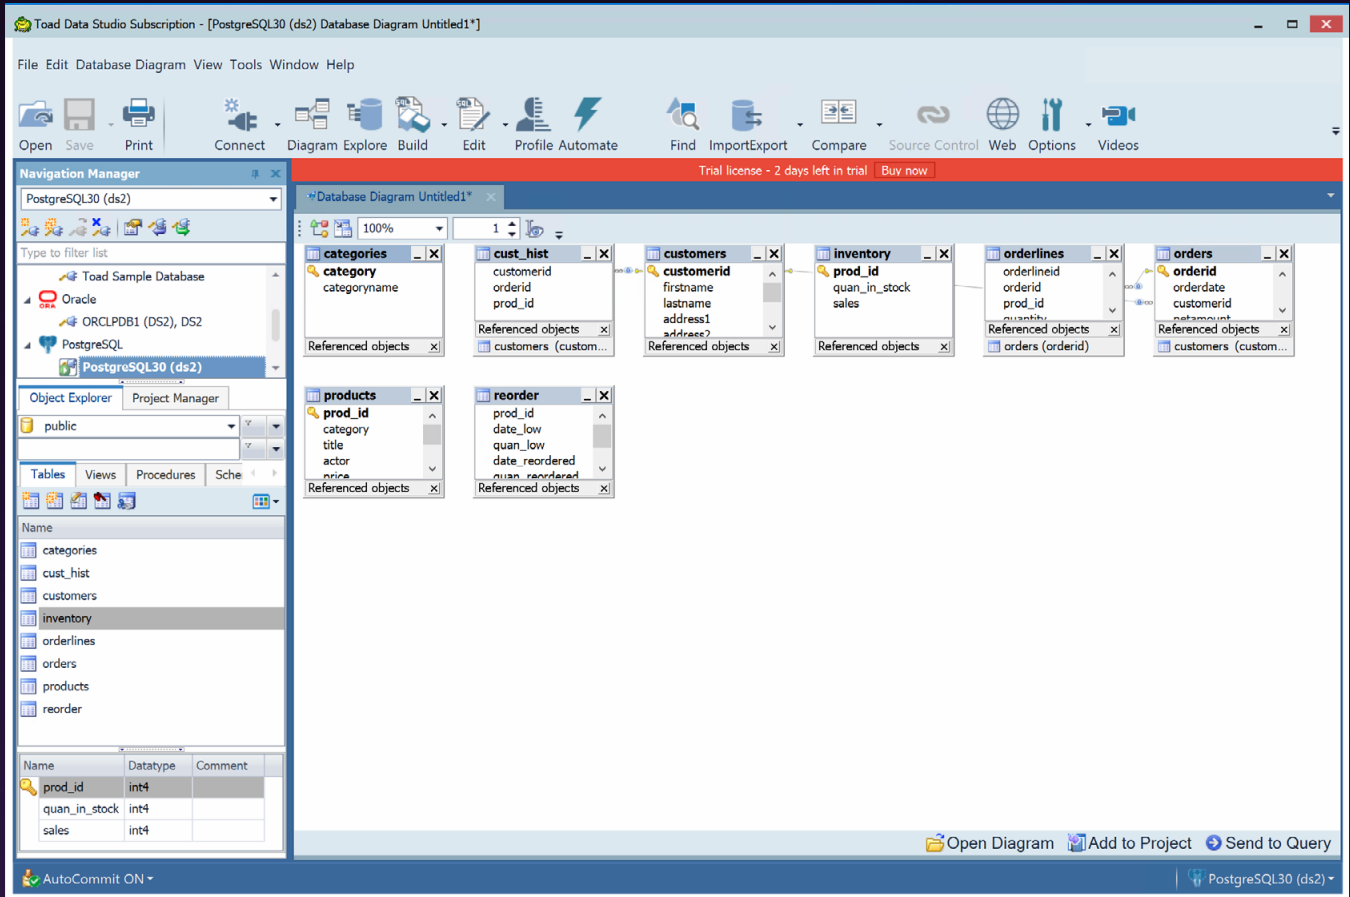 Toad Data Studio Subscription - [PostgreSQL30 (ds2) Database Diagram Untitled1*]
File Edit Database Diagram View Tools Window Help
Open Save Print Connect Diagram Explore Build Edit Profile Automate Find ImportExport Compare Source Control Web Options Videos
Trial license - 2 days left in trial Buy now
Navigation Manager
PostgreSQL30 (ds2)
Type to filter list
Toad Sample Database
Oracle
ORA
ORCLPDB1 (DS2), DS2
PostgreSQL
PostgreSQL30 (ds2)
Object Explorer Project Manager
public
Tables Views Procedures Sche
Name
categories
cust_hist
customers
inventory
orderlines
orders
products
reorder
Name Datatype Comment
prod_id int4
quan_in_stock int4
sales int4
Database Diagram Untitled1*
100% 1
categories
category
categoryname
Referenced objects
cust_hist
customerid
orderid
prod_id
Referenced objects
customers (custom...
customers
customerid
firstname
lastname
address1
address2
Referenced objects
inventory
prod_id
quan_in_stock
sales
Referenced objects
orderlines
orderlineid
orderid
prod_id
quantity
Referenced objects
orders (orderid)
orders
orderid
orderdate
customerid
netamount
Referenced objects
customers (custom...
products
prod_id
category
title
actor
price
Referenced objects
reorder
prod_id
date_low
quan_low
date_reordered
quan_reordered
Referenced objects
Open Diagram Add to Project Send to Query
AutoCommit ON PostgreSQL30 (ds2)